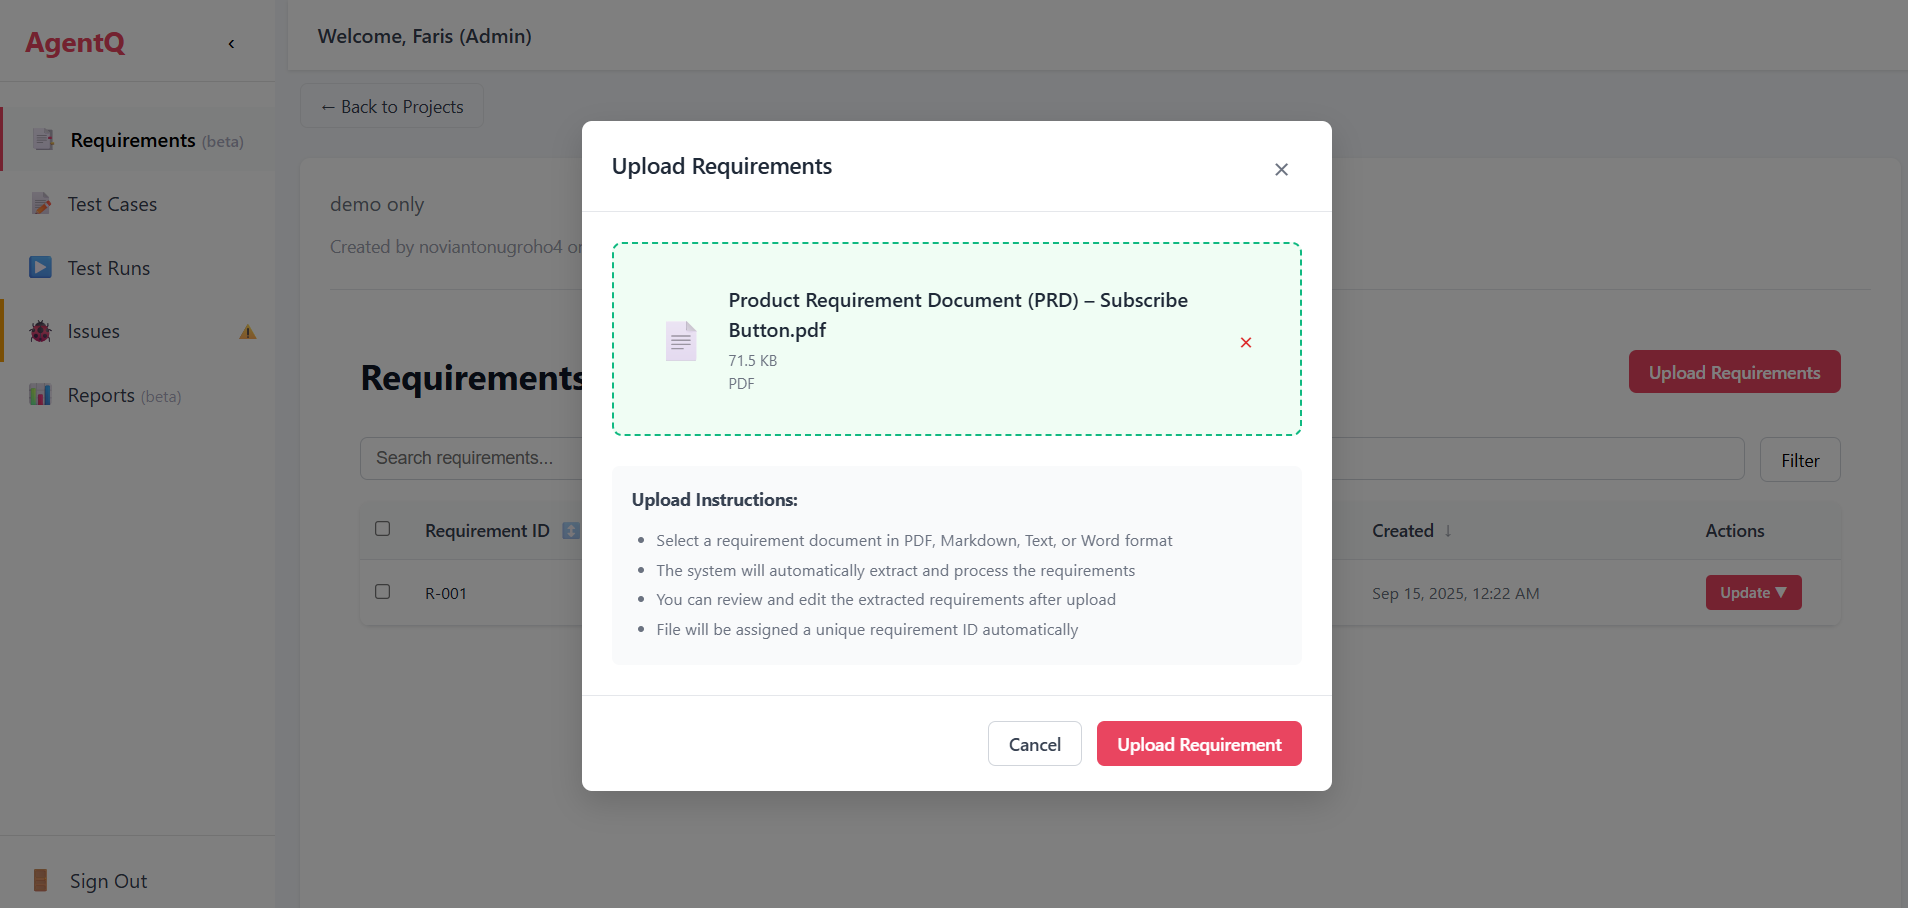 AgentQ
‹
Welcome, Faris (Admin)
← Back to Projects
Requirements (beta)
Test Cases
Test Runs
Issues
Reports (beta)
Sign Out
demo only
Created by noviantonugroho4 on
Requirements
Upload Requirements
Search requirements...
Filter
Requirement ID
Created ↓
Actions
R-001
Sep 15, 2025, 12:22 AM
Update ▼
Upload Requirements
×
Product Requirement Document (PRD) – Subscribe
Button.pdf
71.5 KB
PDF
×
Upload Instructions:
• Select a requirement document in PDF, Markdown, Text, or Word format
• The system will automatically extract and process the requirements
• You can review and edit the extracted requirements after upload
• File will be assigned a unique requirement ID automatically
Cancel
Upload Requirement